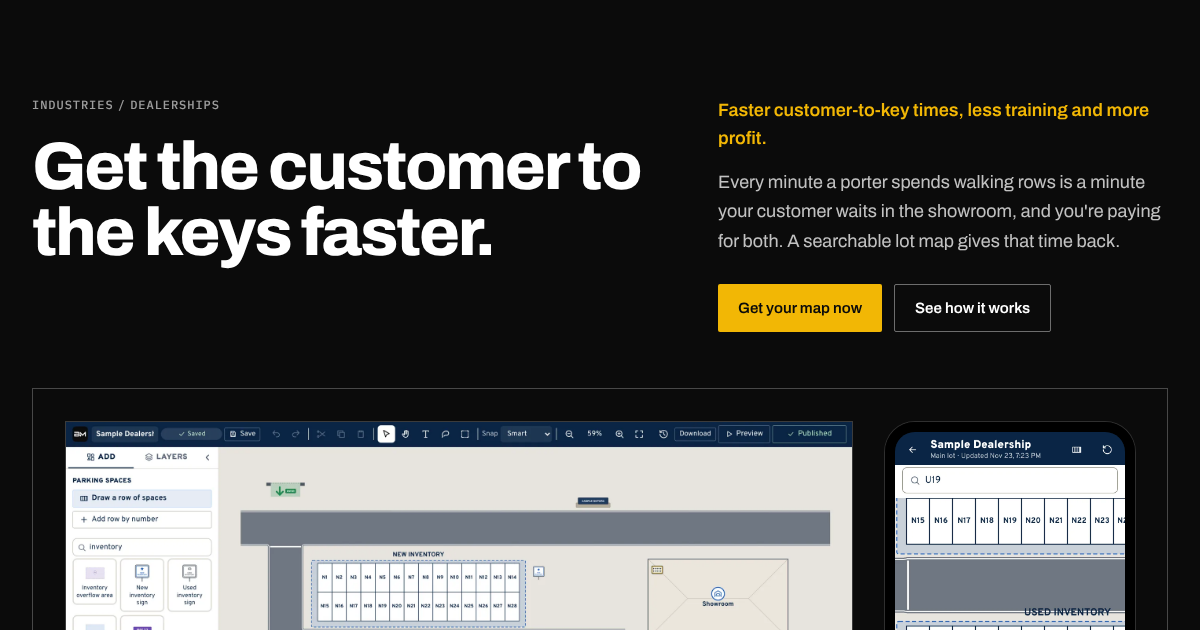 INDUSTRIES / DEALERSHIPS
Get the customer to
the keys faster.
Faster customer-to-key times, less training and more
profit.
Every minute a porter spends walking rows is a minute
your customer waits in the showroom, and you're paying
for both. A searchable lot map gives that time back.
Get your map now
See how it works
Sample Dealersl
Saved
Save
Snap
Smart
59%
Download
Preview
Published
ADD
LAYERS
PARKING SPACES
Draw a row of spaces
Add row by number
inventory
Inventory
overflow area
New
inventory
sign
Used
inventory
sign
NEW INVENTORY
N1 N2 N3 N4 N5 N6 N7 N8 N9 N10 N11 N12 N13 N14
N15 N16 N17 N18 N19 N20 N21 N22 N23 N24 N25 N26 N27 N28
Showroom
Sample Dealership
Main lot · Updated Nov 23, 7:23 PM
U19
N15 N16 N17 N18 N19 N20 N21 N22 N23
USED INVENTORY